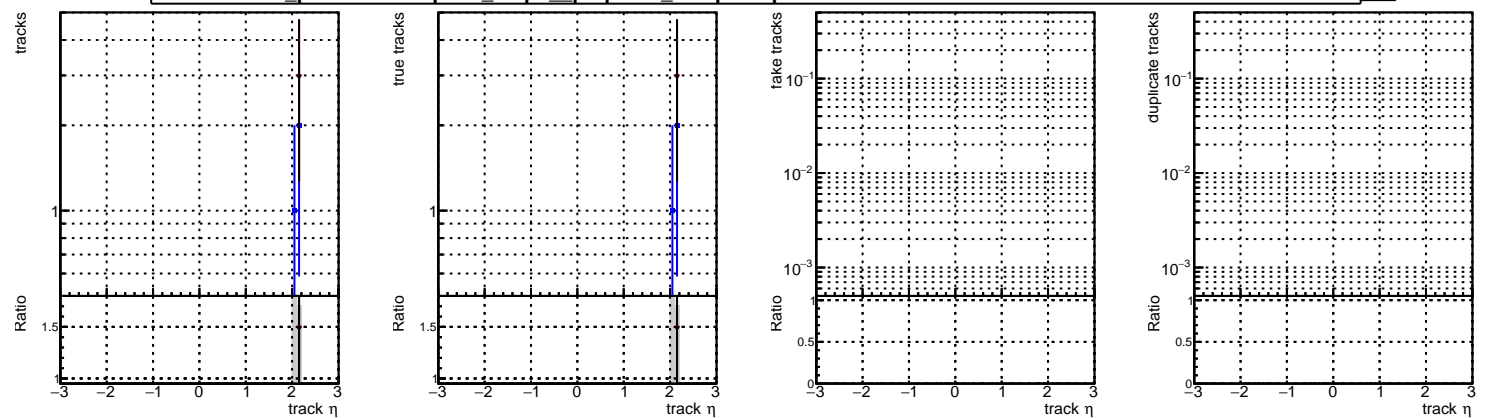 tracks
1
Ratio
1.5
1
−3 −2 −1 0 1 2 3
track η
true tracks
1
Ratio
1.5
−3 −2 −1 0 1 2 3
track η
fake tracks
10⁻¹
10⁻²
10⁻³
Ratio
1
0.5
0
−3 −2 −1 0 1 2 3
track η
duplicate tracks
10⁻¹
10⁻²
10⁻³
Ratio
1
0.5
0
−3 −2 −1 0 1 2 3
track η